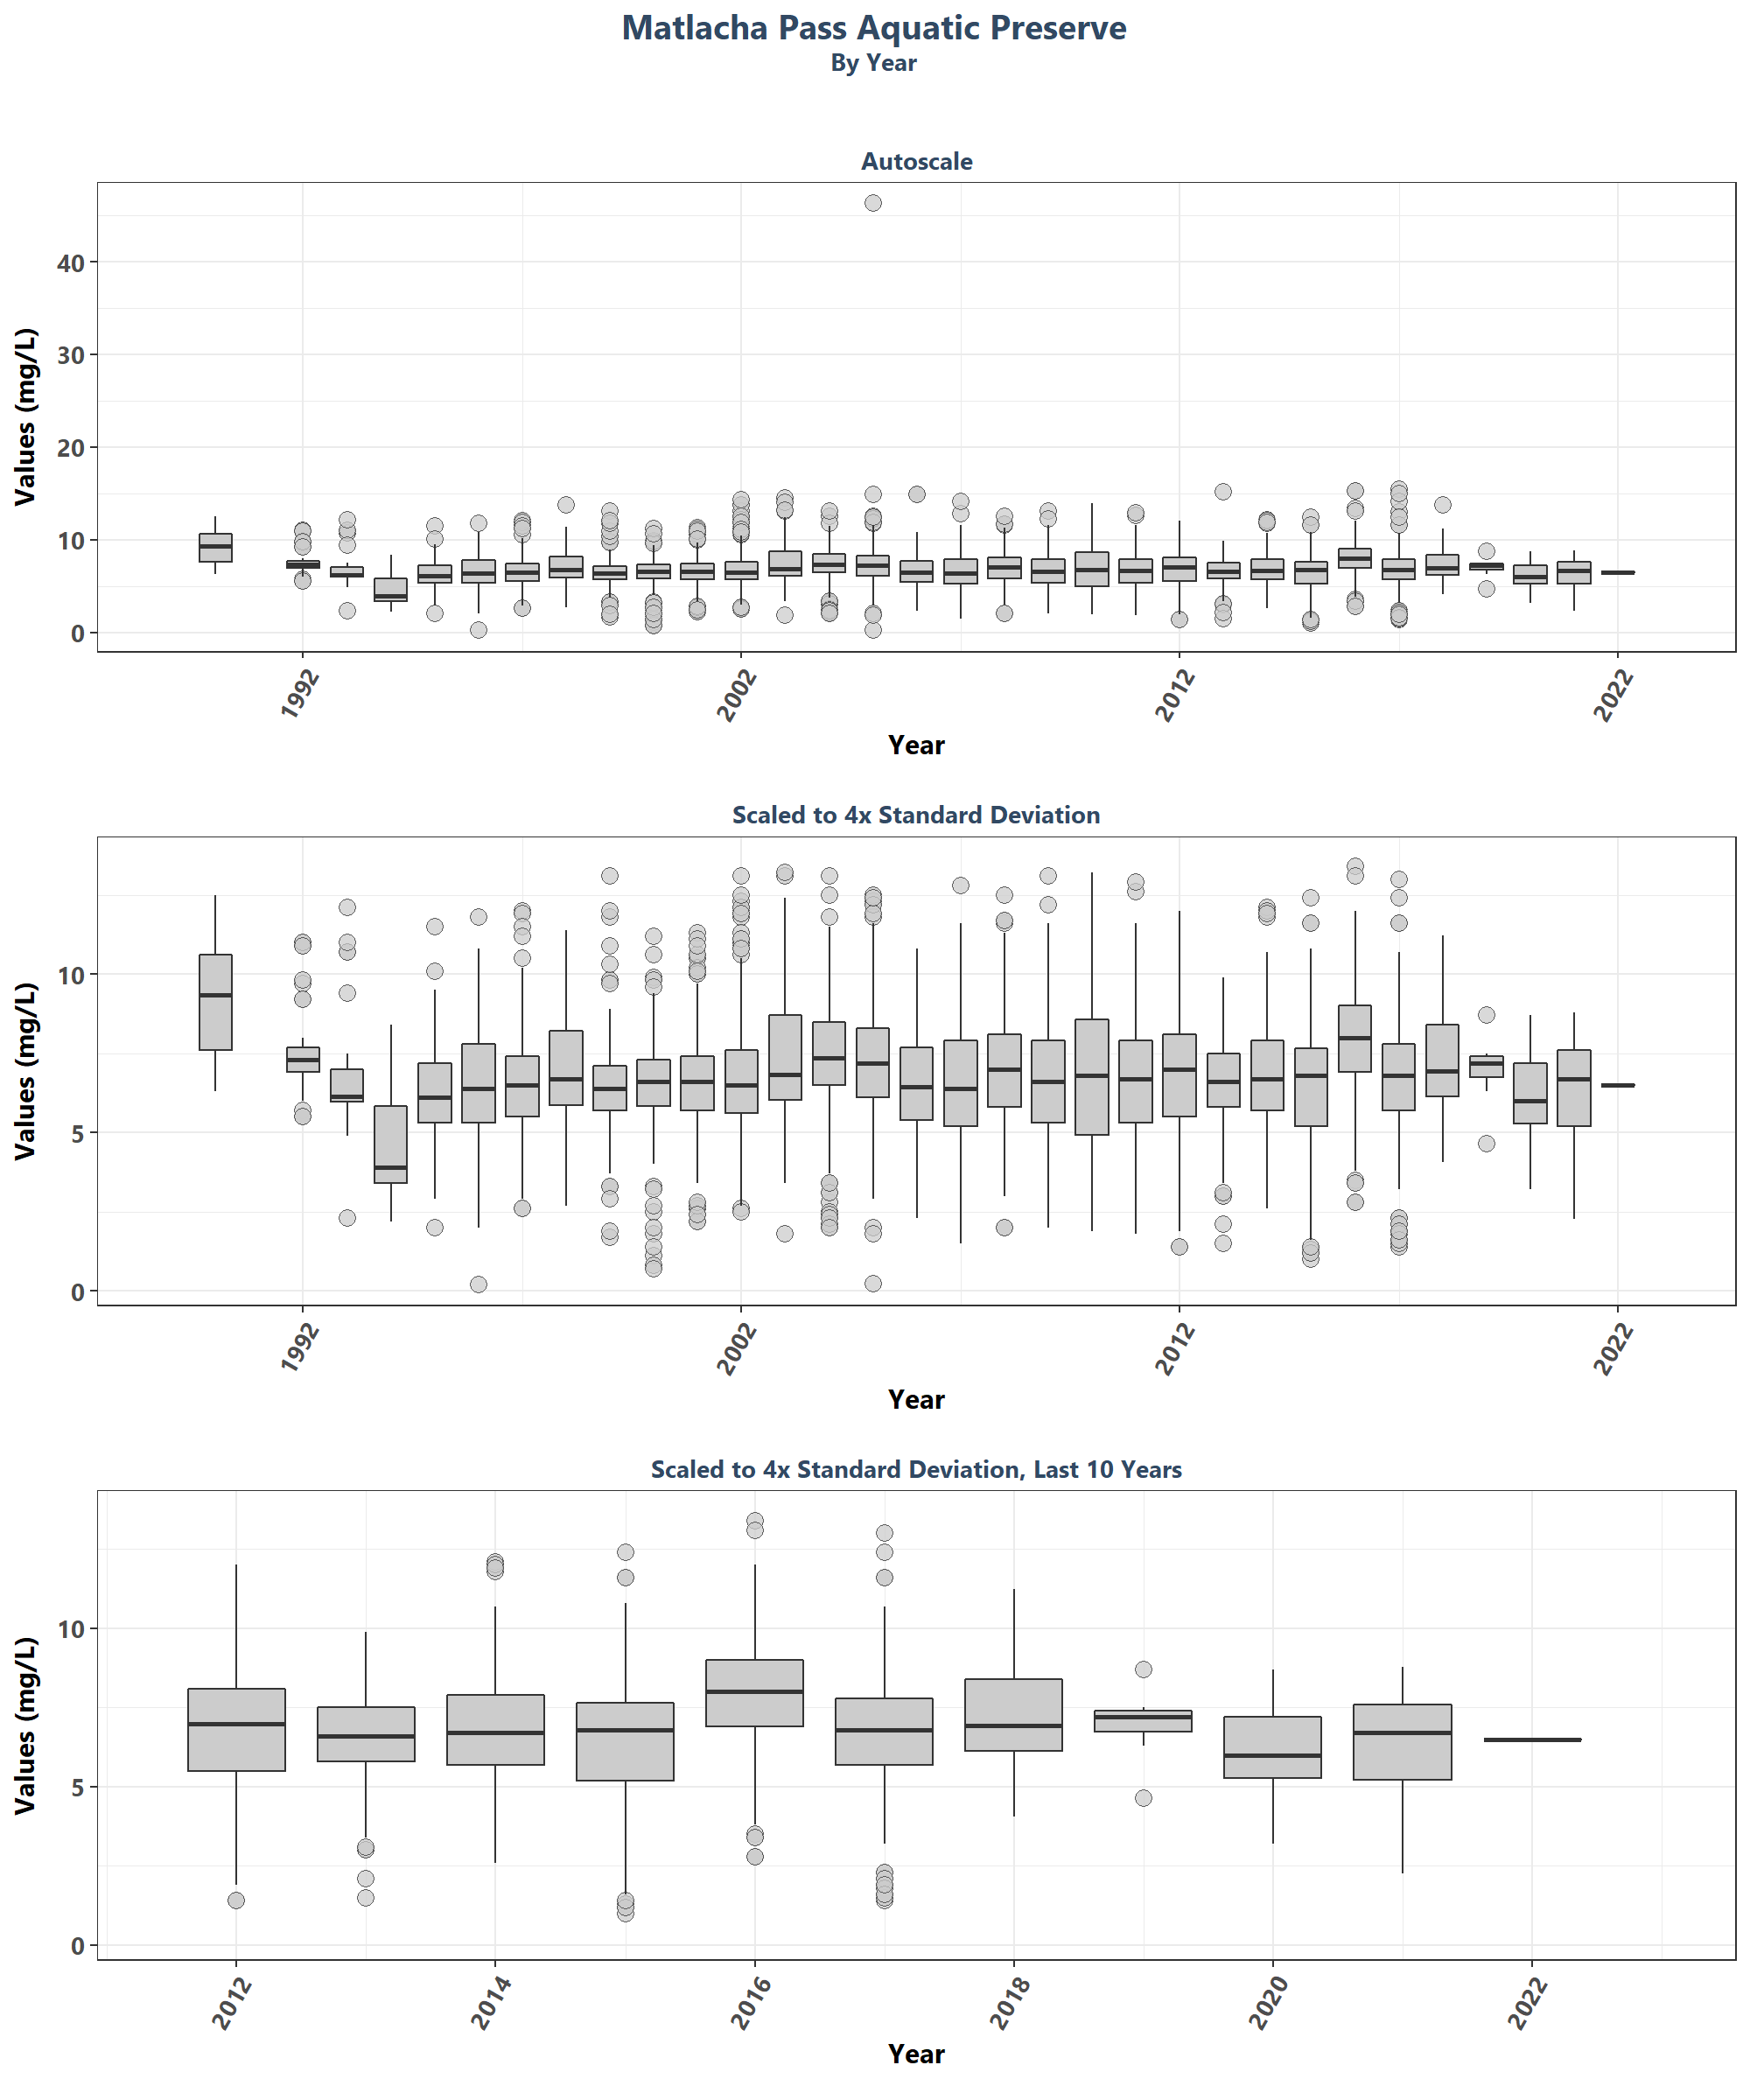 Matlacha Pass Aquatic Preserve
By Year
Autoscale
Values (mg/L)
40
30
20
10
0
1992
2002
2012
2022
Year
Scaled to 4x Standard Deviation
Values (mg/L)
10
5
0
1992
2002
2012
2022
Year
Scaled to 4x Standard Deviation, Last 10 Years
Values (mg/L)
10
5
0
2012
2014
2016
2018
2020
2022
Year